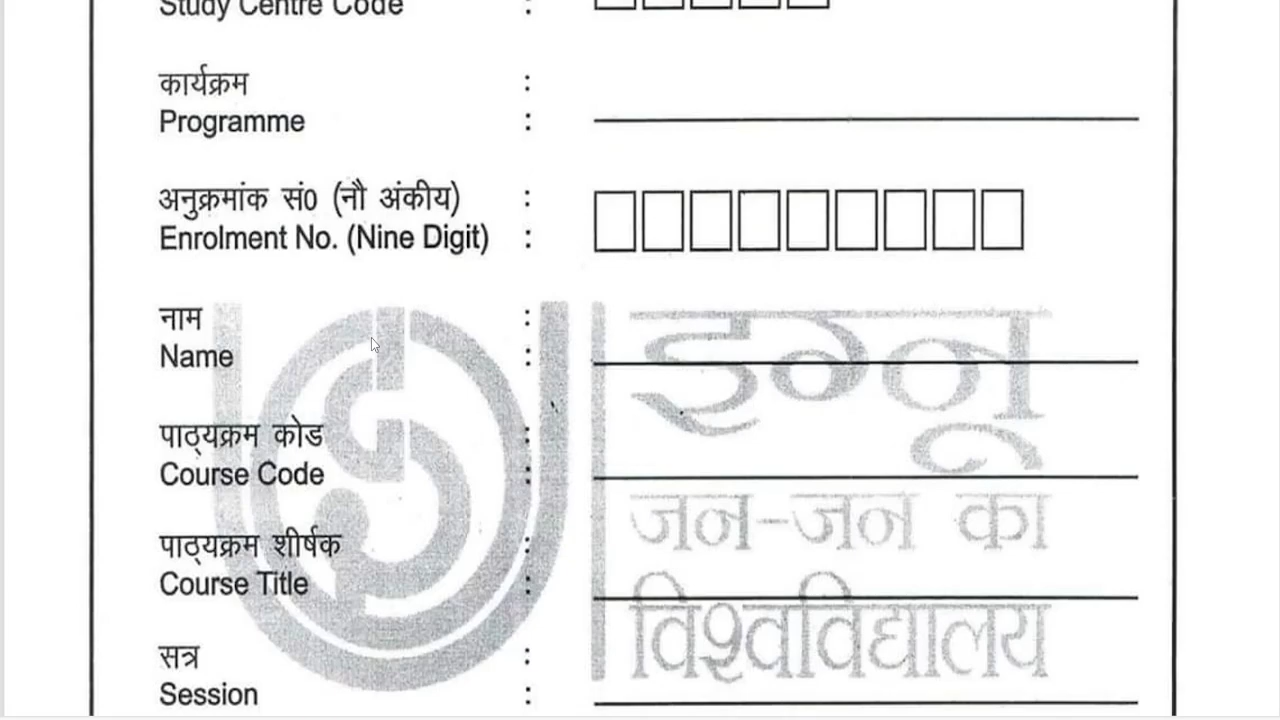 Study Centre Code :
कार्यक्रम :
Programme :
अनुक्रमांक सं० (नौ अंकीय) :
Enrolment No. (Nine Digit) :
नाम :
Name :
पाठ्यक्रम कोड :
Course Code :
पाठ्यक्रम शीर्षक :
Course Title :
सत्र :
Session :
इग्नू
जन-जन का
विश्वविद्यालय